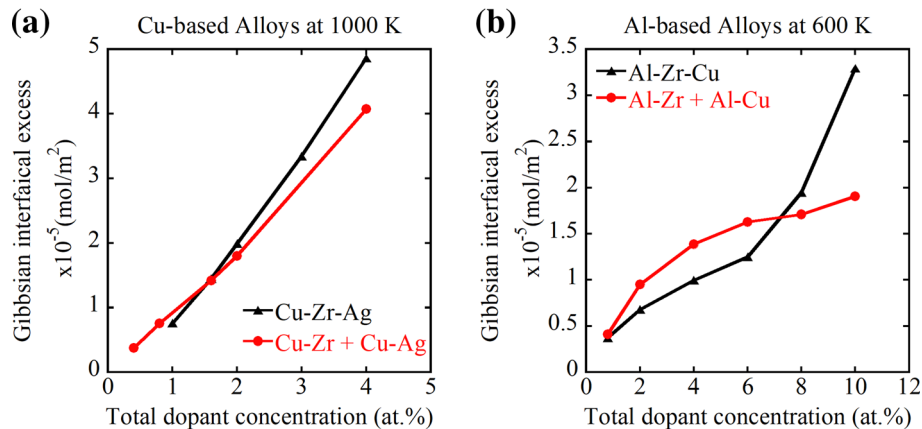 (a)
Cu-based Alloys at 1000 K
Gibbsian interfaical excess
x10-5(mol/m2)
5
4
3
2
1
0
Cu-Zr-Ag
Cu-Zr + Cu-Ag
0 1 2 3 4 5
Total dopant concentration (at.%)
(b)
Al-based Alloys at 600 K
Gibbsian interfaical excess
x10-5(mol/m2)
3.5
3
2.5
2
1.5
1
0.5
0
Al-Zr-Cu
Al-Zr + Al-Cu
0 2 4 6 8 10 12
Total dopant concentration (at.%)